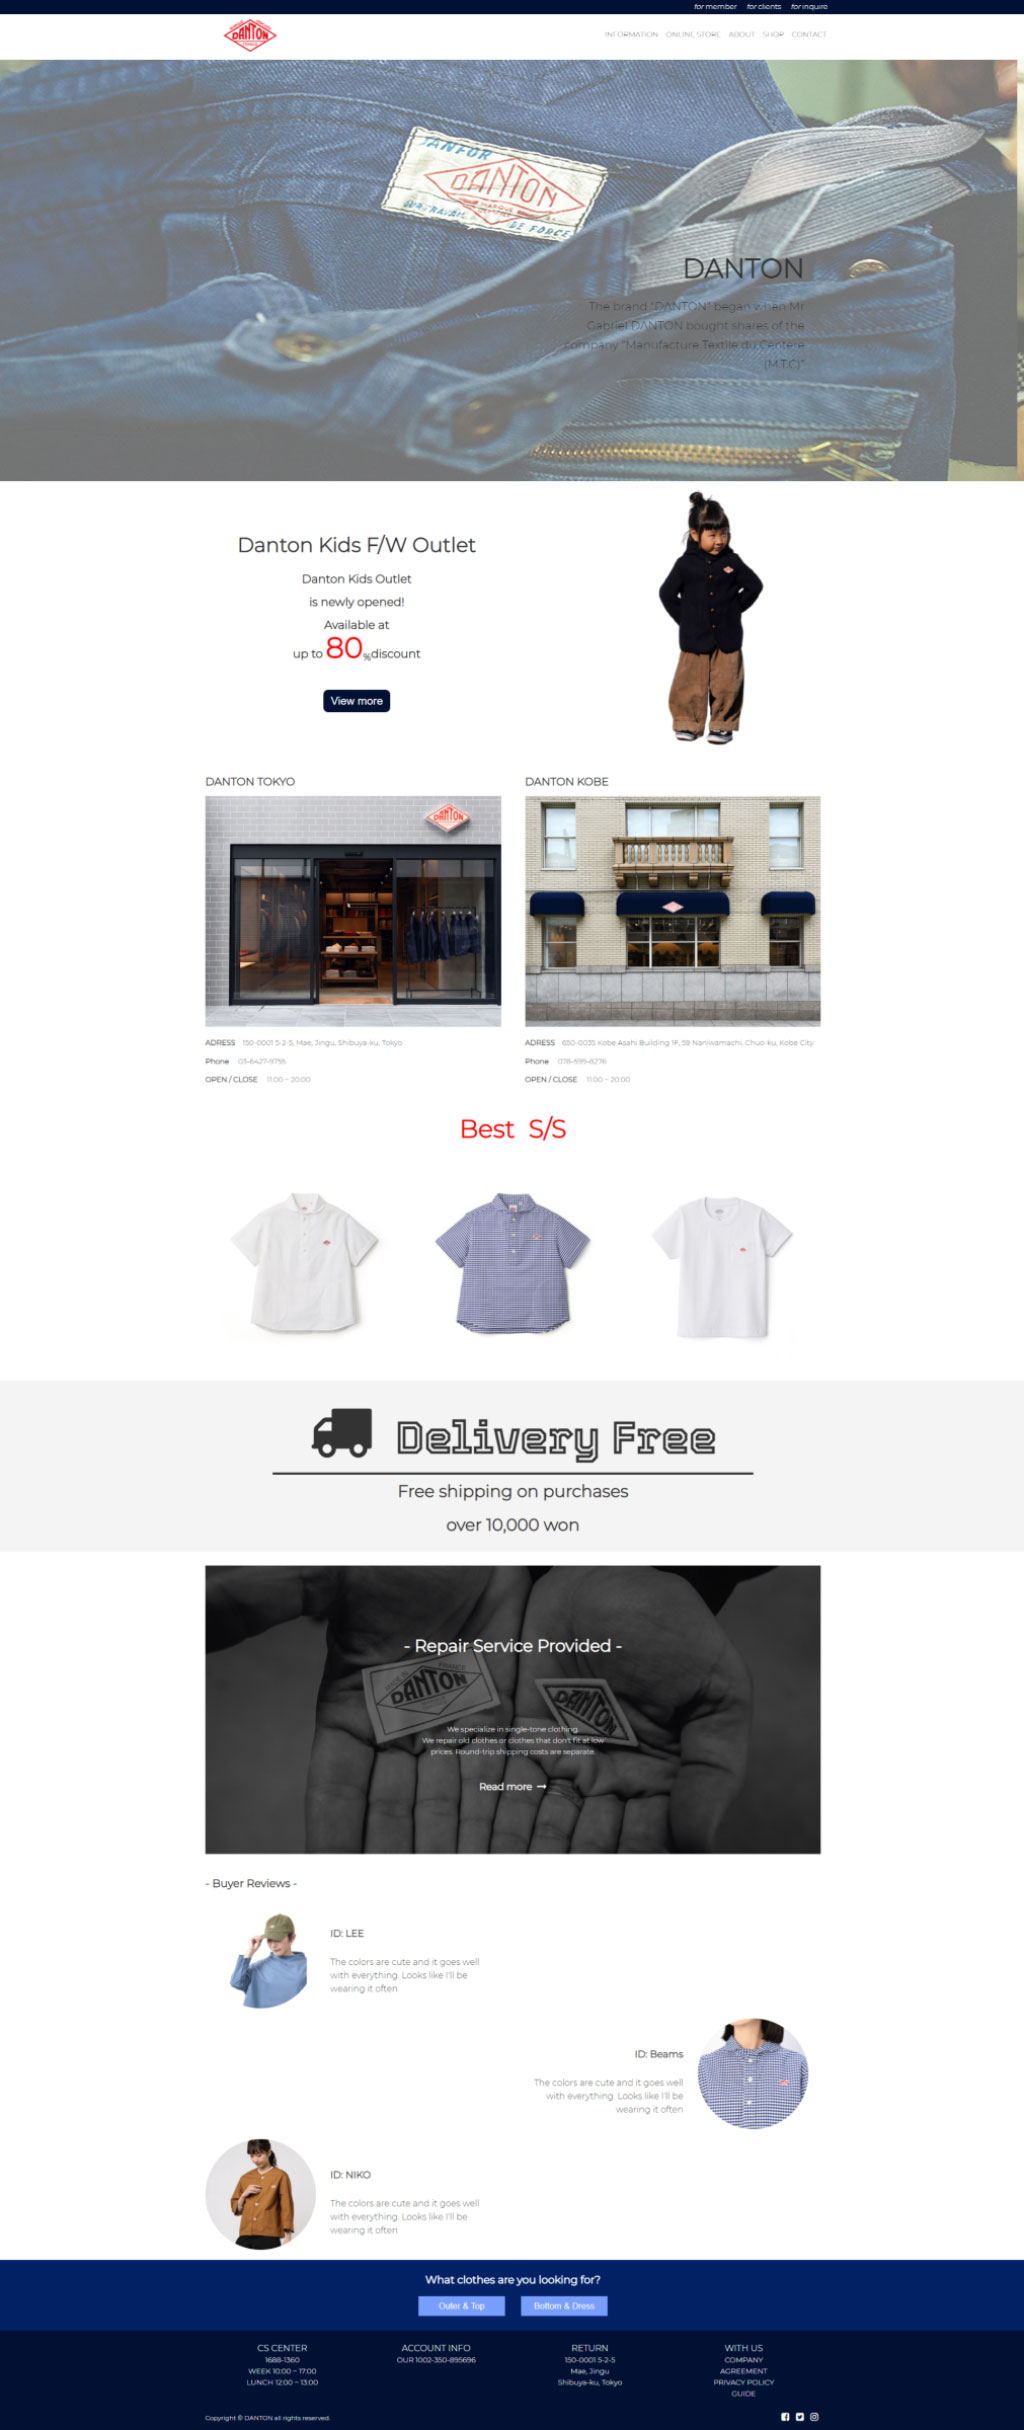 for member for clients for inquire
DANTON
INFORMATION ONLINE STORE ABOUT SHOP CONTACT
SANFOR
DANTON
DE FORCE
DANTON
The brand "DANTON" began when Mr
Gabriel DANTON bought shares of the
company "Manufacture Textile du Centere
(M.T.C)"
Danton Kids F/W Outlet
Danton Kids Outlet
is newly opened!
Available at
up to 80%discount
View more
DANTON TOKYO
DANTON KOBE
DANTON
ADRESS 150-0001 5-2-5, Mae, Jingu, Shibuya-ku, Tokyo
Phone 03-6427-9755
OPEN / CLOSE 11:00 ~ 20:00
ADRESS 650-0035 Kobe Asahi Building 1F, 59 Naniwamachi, Chuo-ku, Kobe City
Phone 078-599-8276
OPEN / CLOSE 11:00 ~ 20:00
Best S/S
Delivery Free
Free shipping on purchases
over 10,000 won
- Repair Service Provided -
MADE IN FRANCE
DANTON
DANTON
We specialize in single-tone clothing.
We repair old clothes or clothes that don't fit at low
prices. Round-trip shipping costs are separate.
Read more
- Buyer Reviews -
ID: LEE
The colors are cute and it goes well
with everything. Looks like I'll be
wearing it often
ID: Beams
The colors are cute and it goes well
with everything. Looks like I'll be
wearing it often
ID: NIKO
The colors are cute and it goes well
with everything. Looks like I'll be
wearing it often
What clothes are you looking for?
Outer & Top
Bottom & Dress
CS CENTER
1688-1360
WEEK 10:00 ~ 17:00
LUNCH 12:00 ~ 13:00
ACCOUNT INFO
OUR 1002-350-895696
RETURN
150-0001 5-2-5
Mae, Jingu
Shibuya-ku, Tokyo
WITH US
COMPANY
AGREEMENT
PRIVACY POLICY
GUIDE
Copyright © DANTON all rights reserved.